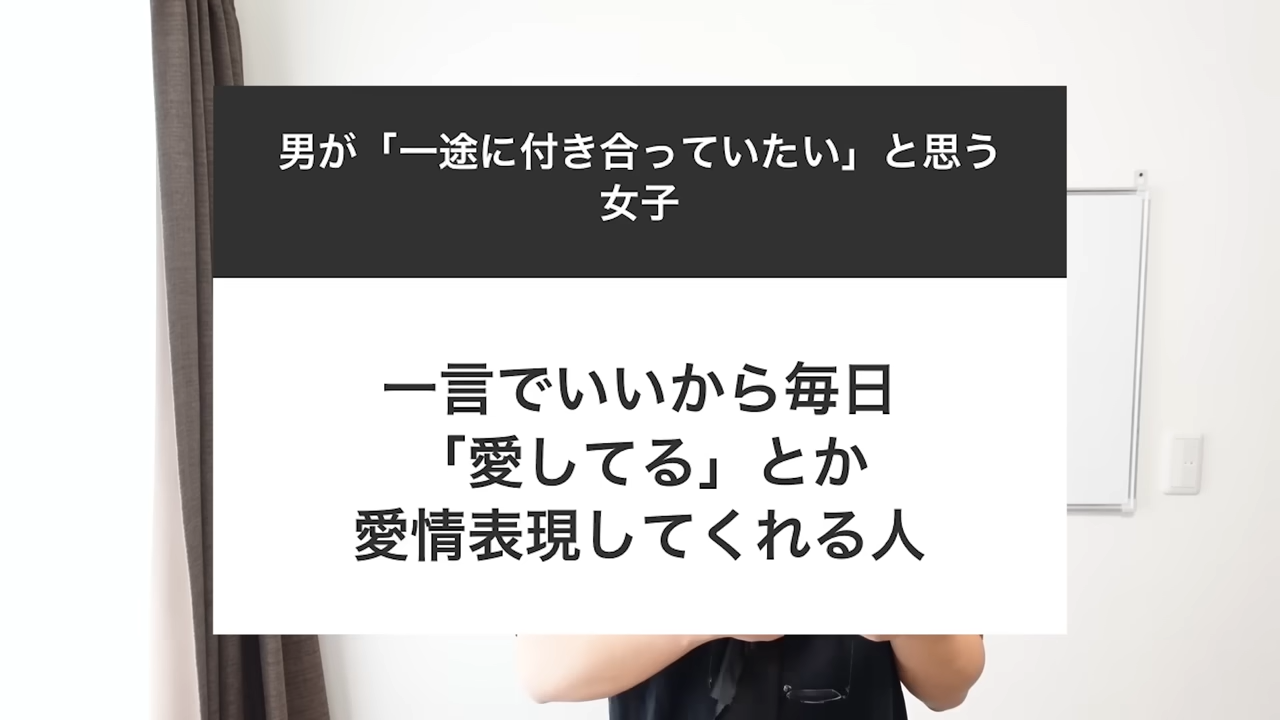 男が「一途に付き合っていたい」と思う
女子
一言でいいから毎日
「愛してる」とか
愛情表現してくれる人